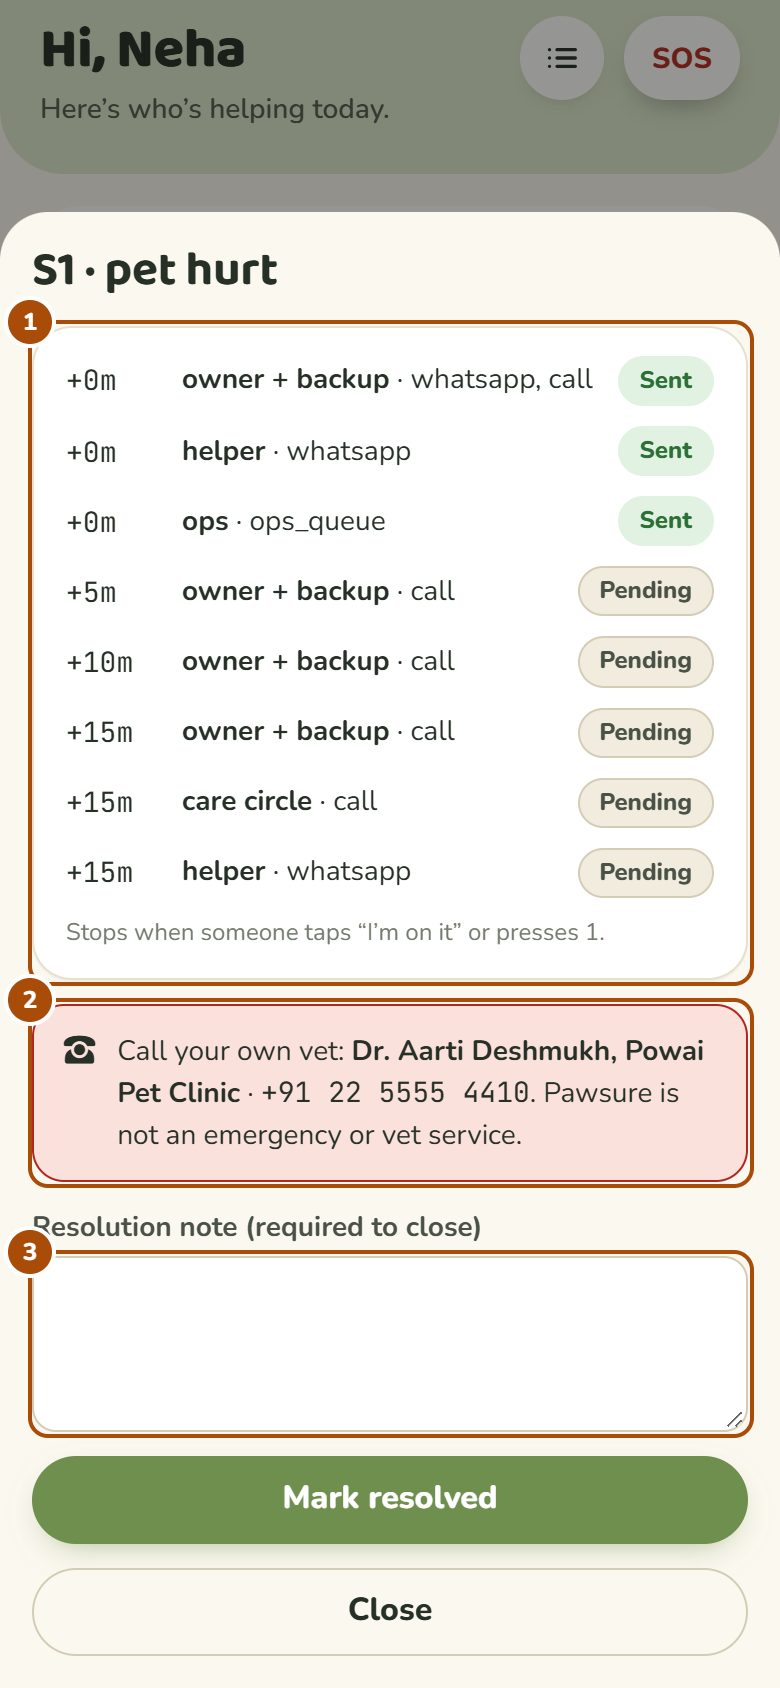 Hi, Neha
SOS
Here’s who’s helping today.
S1 · pet hurt
1
+0m owner + backup · whatsapp, call Sent
+0m helper · whatsapp Sent
+0m ops · ops_queue Sent
+5m owner + backup · call Pending
+10m owner + backup · call Pending
+15m owner + backup · call Pending
+15m care circle · call Pending
+15m helper · whatsapp Pending
Stops when someone taps “I’m on it” or presses 1.
2
Call your own vet: Dr. Aarti Deshmukh, Powai
Pet Clinic · +91 22 5555 4410. Pawsure is
not an emergency or vet service.
Resolution note (required to close)
3
Mark resolved
Close